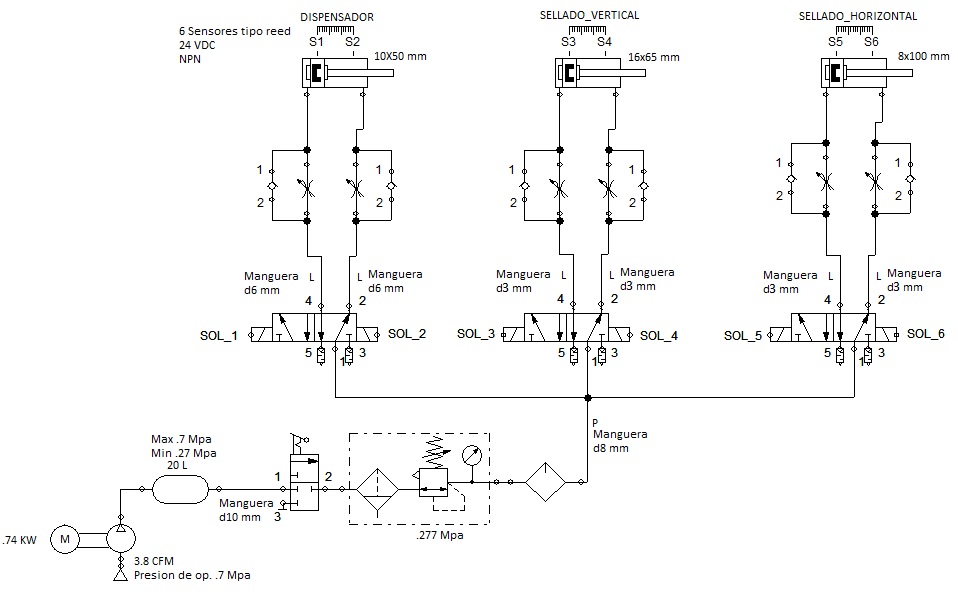 DISPENSADOR
SELLADO_VERTICAL
SELLADO_HORIZONTAL
6 Sensores tipo reed
24 VDC
NPN
S1 S2
S3 S4
S5 S6
10X50 mm
16x65 mm
8x100 mm
1 1
2 2
1 1
2 2
1 1
2 2
Manguera
d6 mm
L L
Manguera
d6 mm
Manguera
d3 mm
L L
Manguera
d3 mm
Manguera
d3 mm
L L
Manguera
d3 mm
4 2
4 2
4 2
SOL_1 SOL_2
SOL_3 SOL_4
SOL_5 SOL_6
5 1 3
5 1 3
5 1 3
P
Manguera
d8 mm
Max .7 Mpa
Min .27 Mpa
20 L
1 2
Manguera
d10 mm
3
.277 Mpa
.74 KW
M
3.8 CFM
Presion de op. .7 Mpa